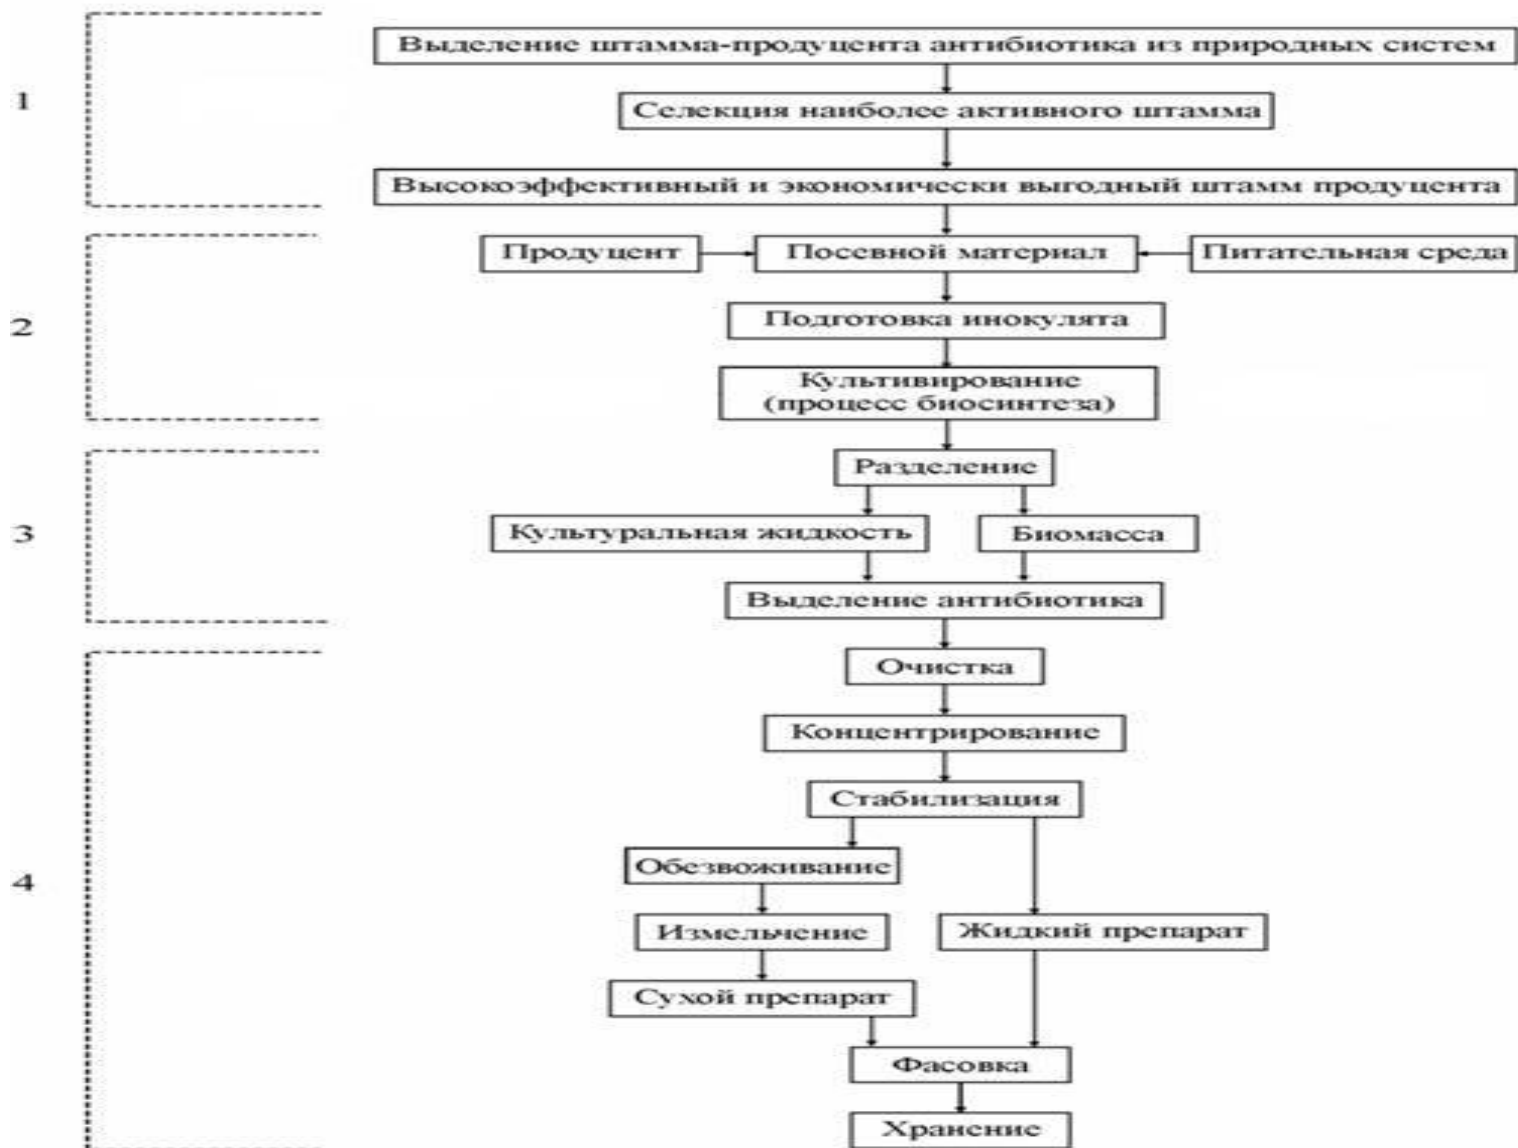 Выделение штамма-продуцента антибиотика из природных систем
1
Селекция наиболее активного штамма
Высокоэффективный и экономически выгодный штамм продуцента
Продуцент
Посевной материал
Питательная среда
2
Подготовка инокулята
Культивирование
(процесс биосинтеза)
Разделение
3
Культуральная жидкость
Биомасса
Выделение антибиотика
Очистка
Концентрирование
Стабилизация
4
Обезвоживание
Измельчение
Жидкий препарат
Сухой препарат
Фасовка
Хранение